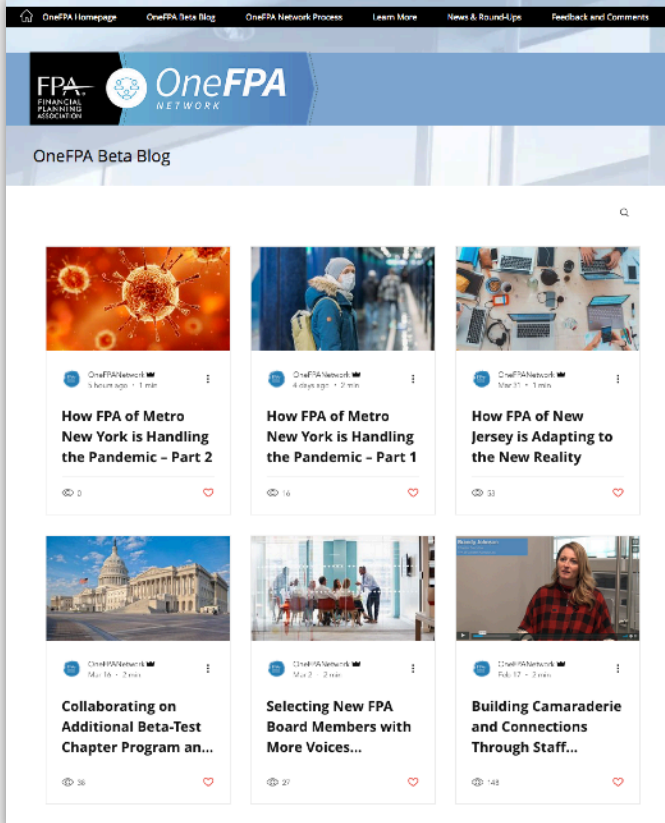 OneFPA Homepage OneFPA Beta Blog OneFPA Network Process Learn More News & Round-Ups Feedback and Comments
FPA
FINANCIAL
PLANNING
ASSOCIATION
OneFPA
NETWORK
OneFPA Beta Blog
OneFPANetwork
5 hours ago · 1 min
How FPA of Metro
New York is Handling
the Pandemic – Part 2
0
OneFPANetwork
4 days ago · 2 min
How FPA of Metro
New York is Handling
the Pandemic – Part 1
16
OneFPANetwork
Mar 31 · 1 min
How FPA of New
Jersey is Adapting to
the New Reality
53
OneFPANetwork
Mar 16 · 2 min
Collaborating on
Additional Beta-Test
Chapter Program an...
36
OneFPANetwork
Mar 2 · 2 min
Selecting New FPA
Board Members with
More Voices...
27
OneFPANetwork
Feb 17 · 2 min
Building Camaraderie
and Connections
Through Staff...
148